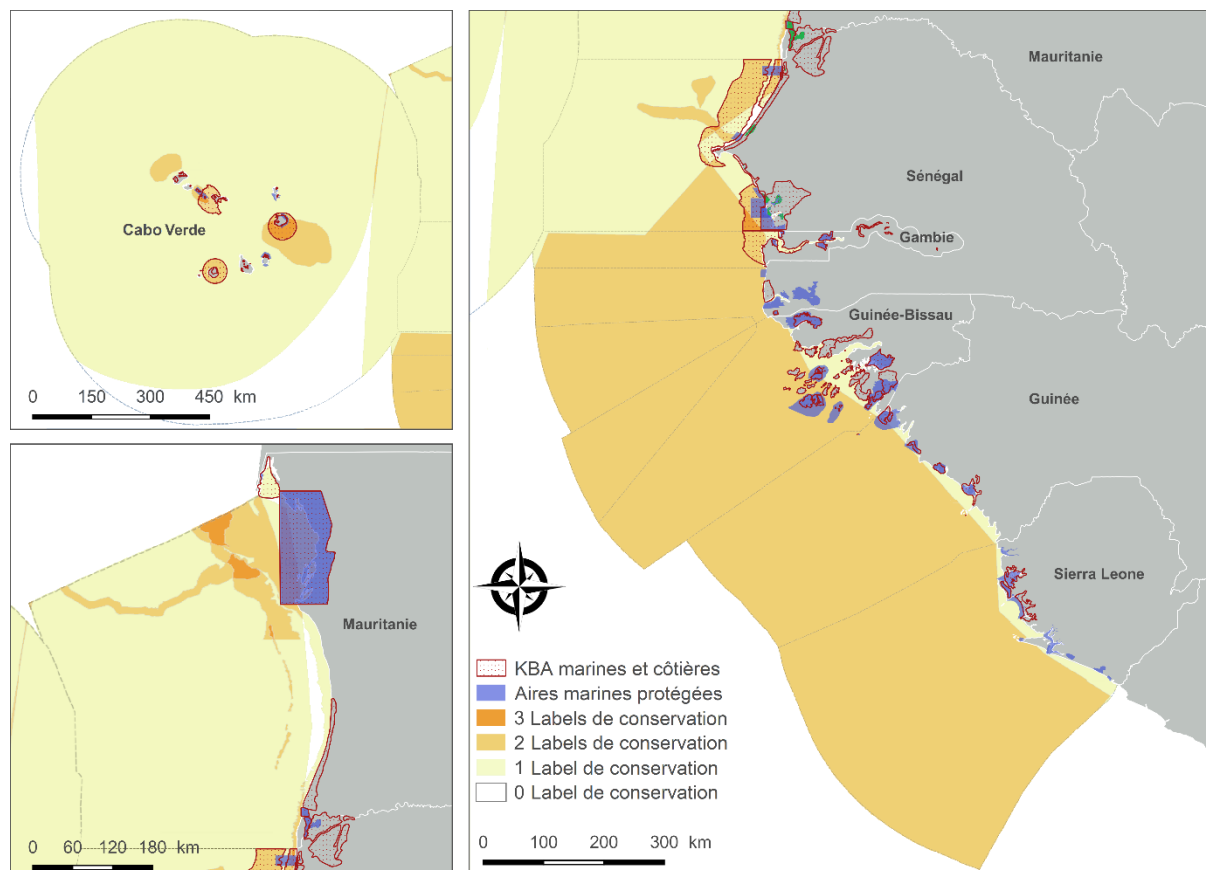 Cabo Verde
0 150 300 450 km
Mauritanie
0 60 120 180 km
Mauritanie
Sénégal
Gambie
Guinée-Bissau
Guinée
Sierra Leone
KBA marines et côtières
Aires marines protégées
3 Labels de conservation
2 Labels de conservation
1 Label de conservation
0 Label de conservation
0 100 200 300 km